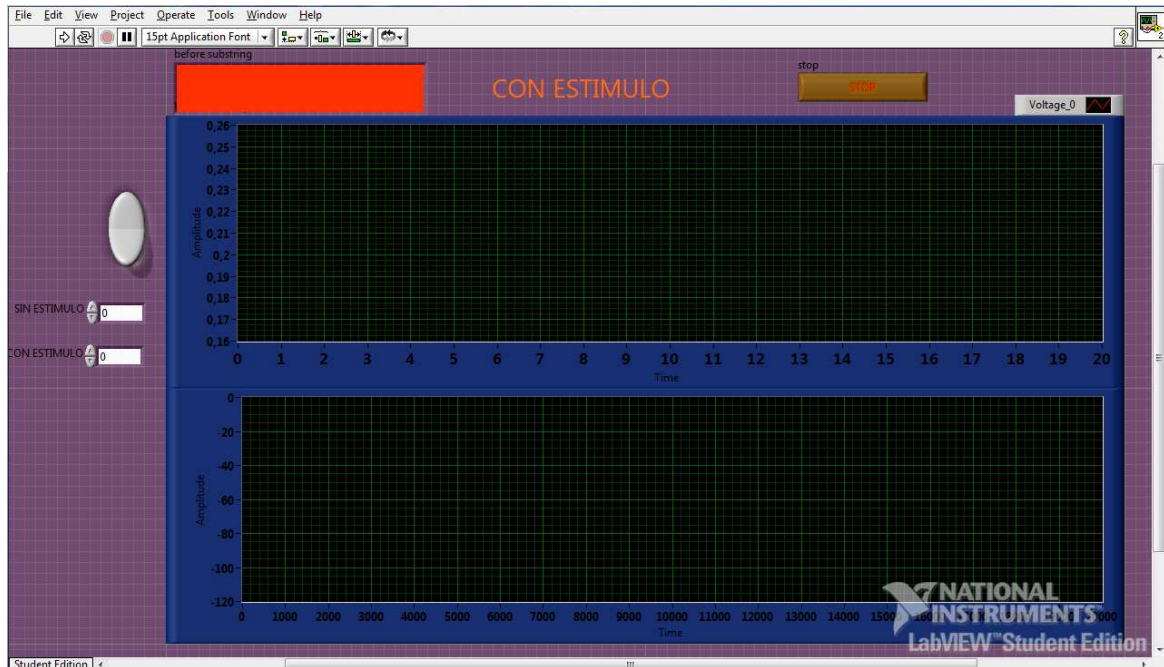 File Edit View Project Operate Tools Window Help
15pt Application Font
before substring
CON ESTIMULO
stop
STOP
Voltage_0
0,26
0,25
0,24
0,23
0,22
0,21
0,2
0,19
0,18
0,17
0,16
Amplitude
0 1 2 3 4 5 6 7 8 9 10 11 12 13 14 15 16 17 18 19 20
Time
SIN ESTIMULO 0
CON ESTIMULO 0
0
-20
-40
-60
-80
-100
-120
Amplitude
0 1000 2000 3000 4000 5000 6000 7000 8000 9000 10000 11000 12000 13000 14000 15000
Time
NATIONAL
INSTRUMENTS
LabVIEW™ Student Edition
Student Edition